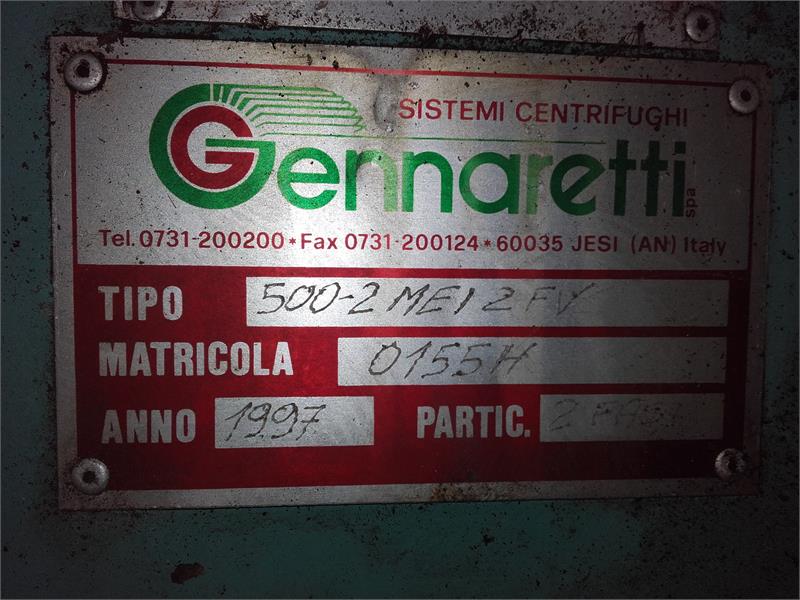 SISTEMI CENTRIFUGHI
Gennaretti spa
Tel. 0731-200200 * Fax 0731-200124 * 60035 JESI (AN) Italy
TIPO 500-2 MEI 2 FV
MATRICOLA 0155H
ANNO 1997 PARTIC. 2